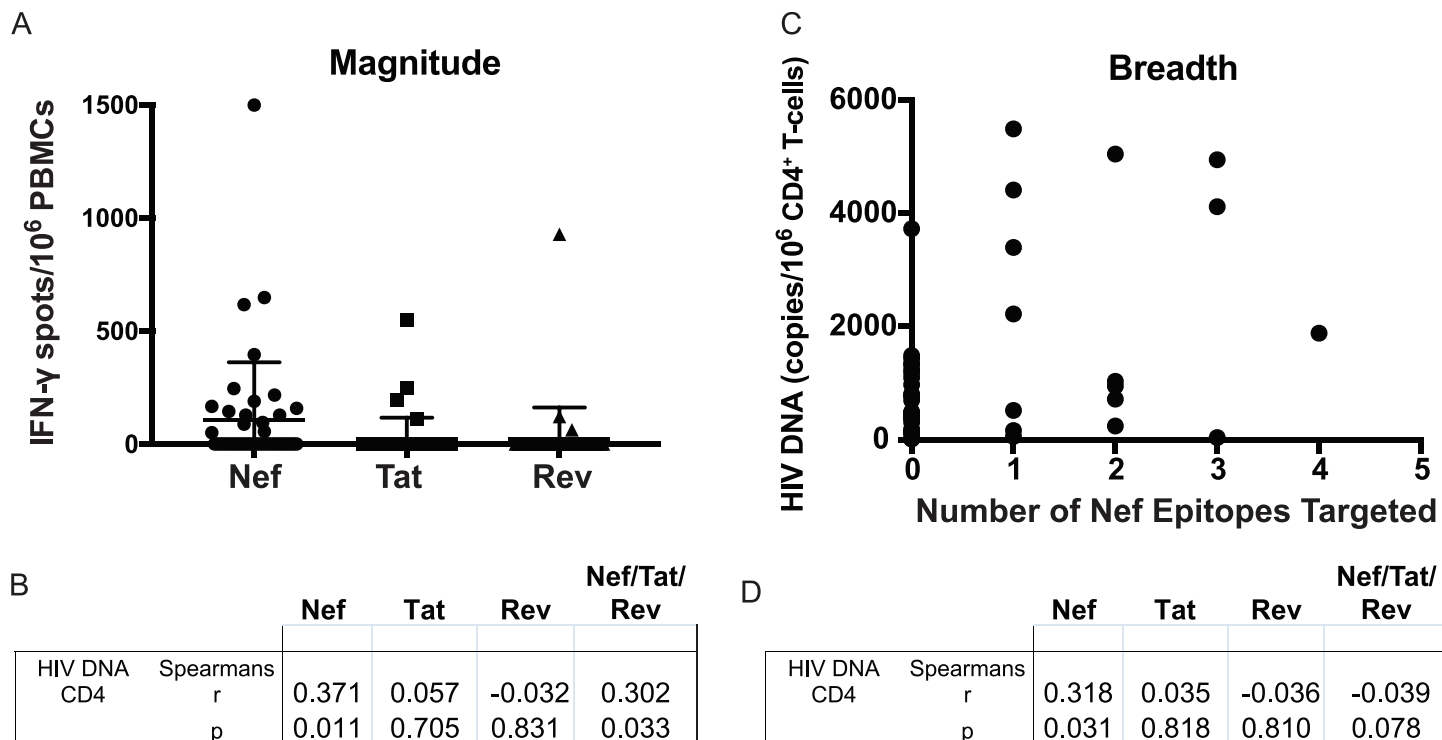 A
Magnitude
IFN-γ spots/10⁶ PBMCs
1500
1000
500
0
Nef Tat Rev
C
Breadth
HIV DNA (copies/10⁶ CD4⁺ T-cells)
6000
4000
2000
0
0 1 2 3 4 5
Number of Nef Epitopes Targeted
B
Nef Tat Rev Nef/Tat/
Rev
HIV DNA Spearmans
CD4 r 0.371 0.057 -0.032 0.302
p 0.011 0.705 0.831 0.033
D
Nef Tat Rev Nef/Tat/
Rev
HIV DNA Spearmans
CD4 r 0.318 0.035 -0.036 -0.039
p 0.031 0.818 0.810 0.078